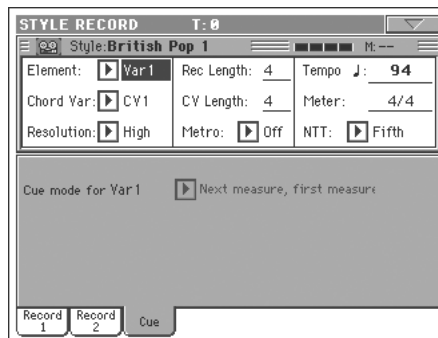 STYLE RECORD T:0
Style:British Pop 1 M:--
Element: Var1 Rec Length: 4 Tempo ♩: 94
Chord Var: CV1 CV Length: 4 Meter: 4/4
Resolution: High Metro: Off NTT: Fifth
Cue mode for Var1 Next measure, first measure
Record 1 Record 2 Cue